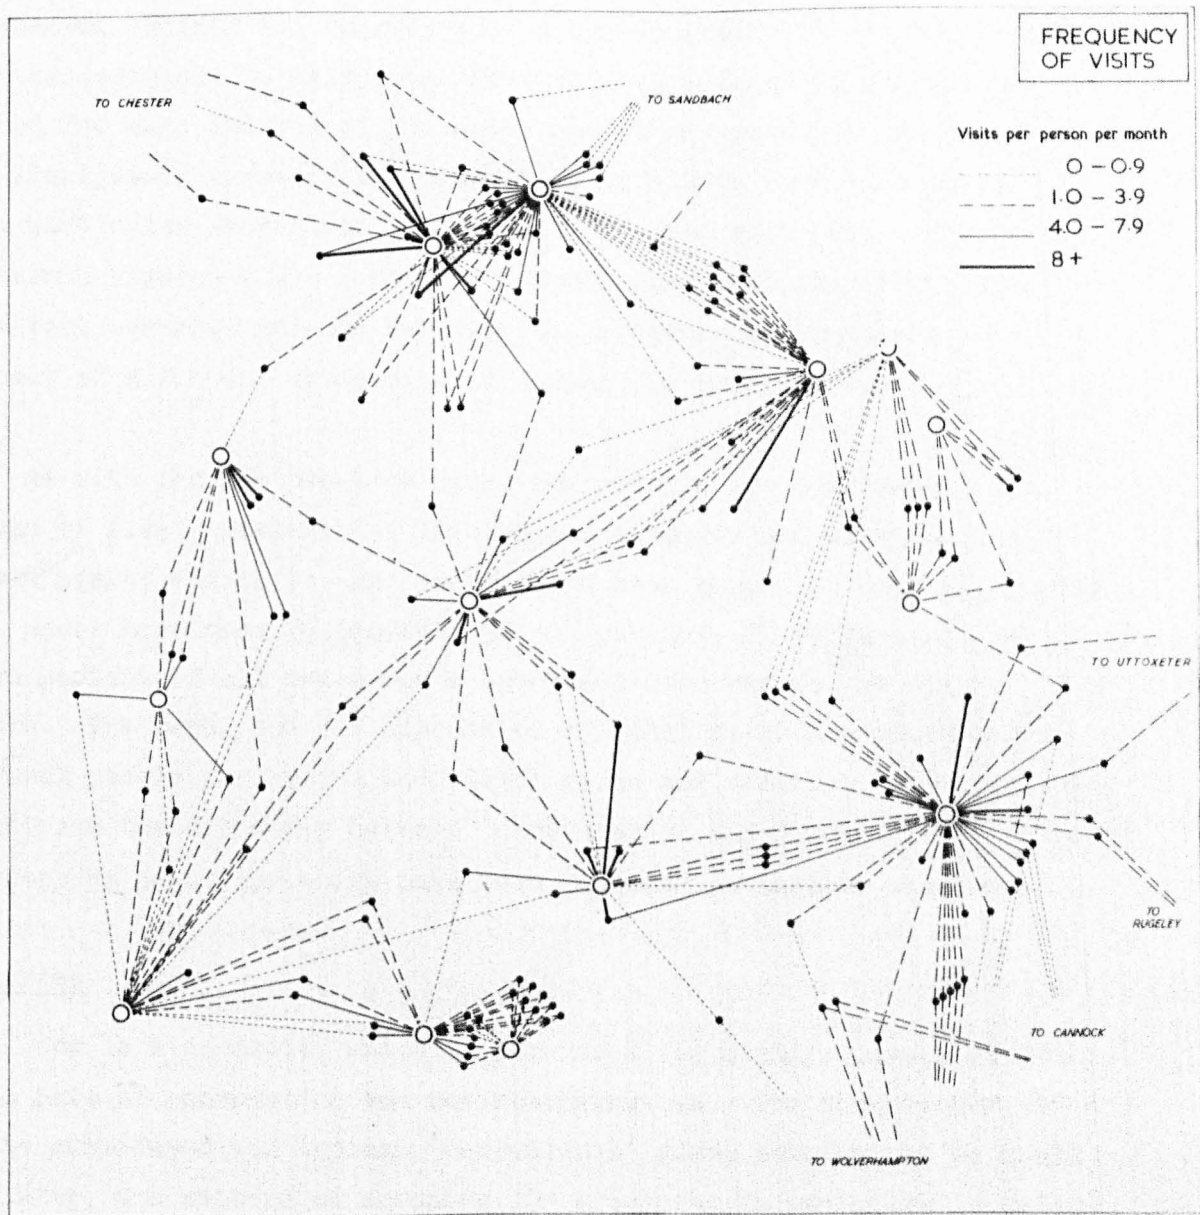 FREQUENCY
OF VISITS
Visits per person per month
0 – 0.9
1.0 – 3.9
4.0 – 7.9
8 +
TO CHESTER
TO SANDBACH
TO UTTOXETER
TO
RUGELEY
TO CANNOCK
TO WOLVERHAMPTON